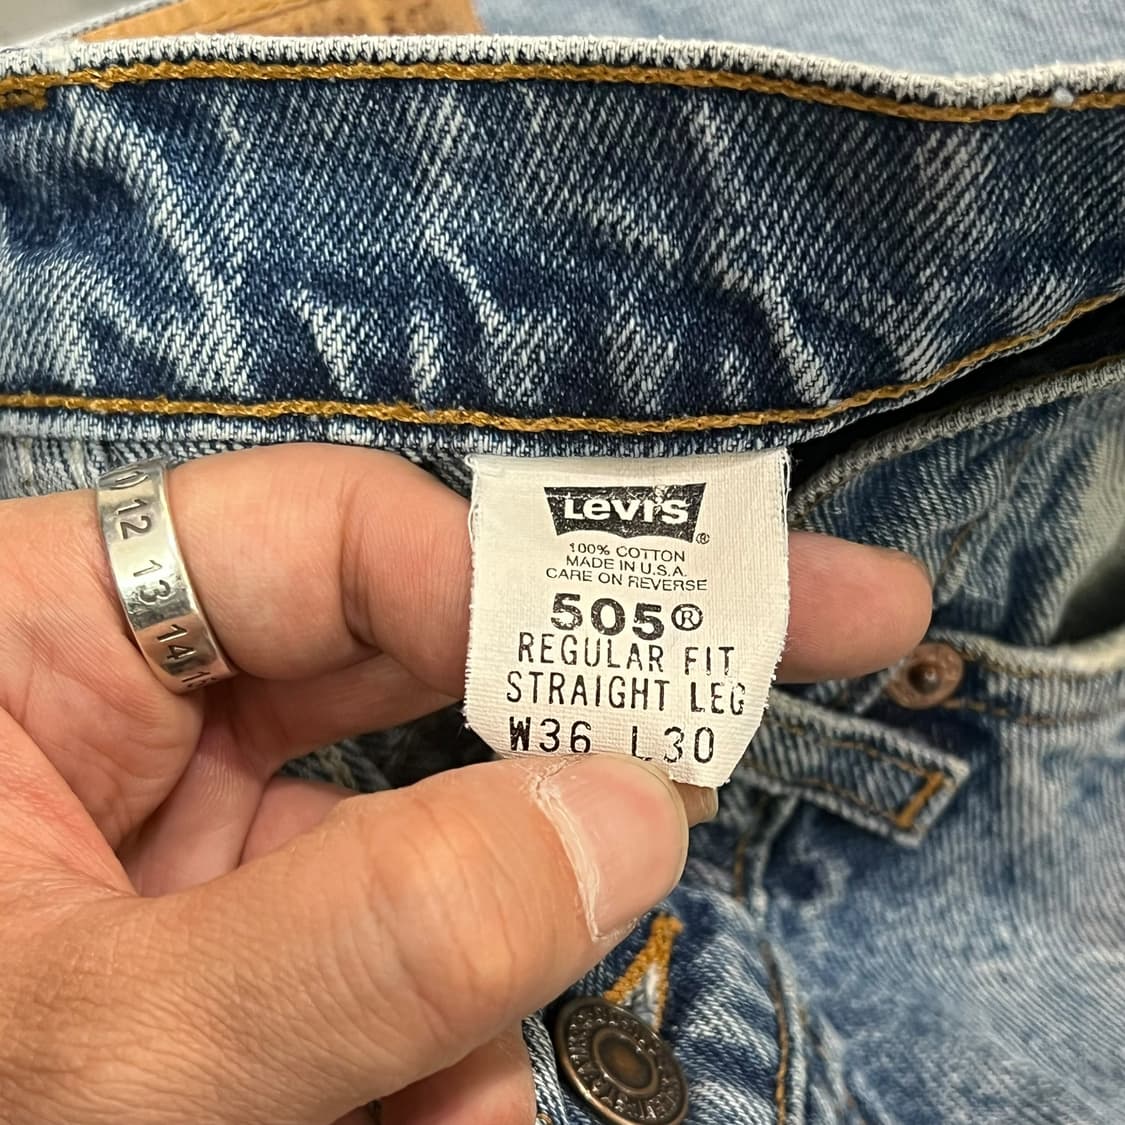 LEVI'S ®
100% COTTON
MADE IN U.S.A.
CARE ON REVERSE
505®
REGULAR FIT
STRAIGHT LEG
W36 L30
12 13 14